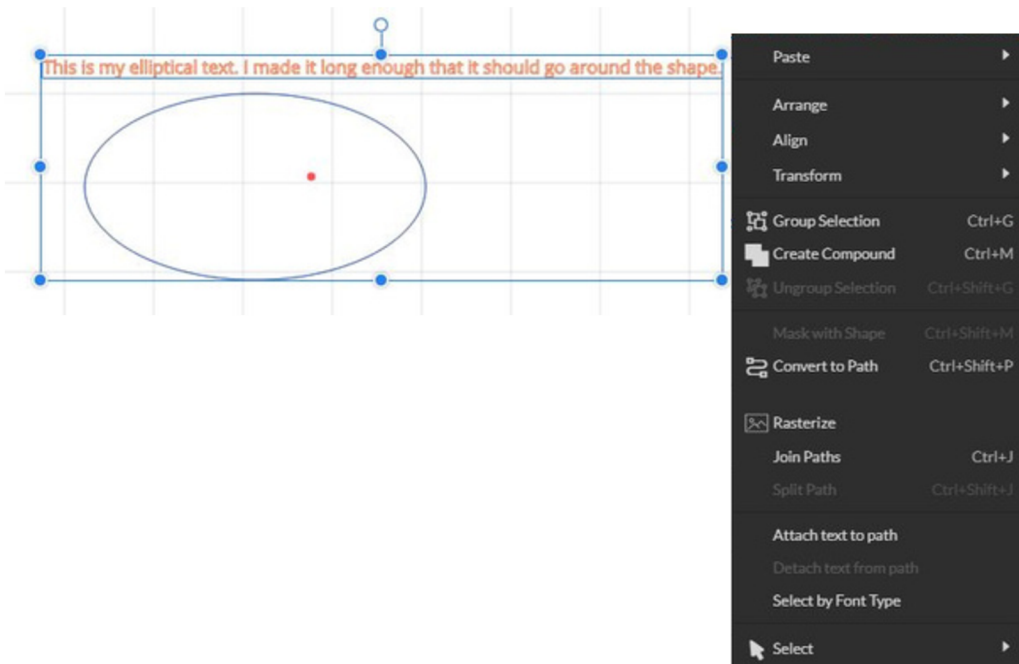 This is my elliptical text. I made it long enough that it should go around the shape.
Paste
Arrange
Align
Transform
Group Selection Ctrl+G
Create Compound Ctrl+M
Ungroup Selection Ctrl+Shift+G
Mask with Shape Ctrl+Shift+M
Convert to Path Ctrl+Shift+P
Rasterize
Join Paths Ctrl+J
Split Path Ctrl+Shift+J
Attach text to path
Detach text from path
Select by Font Type
Select